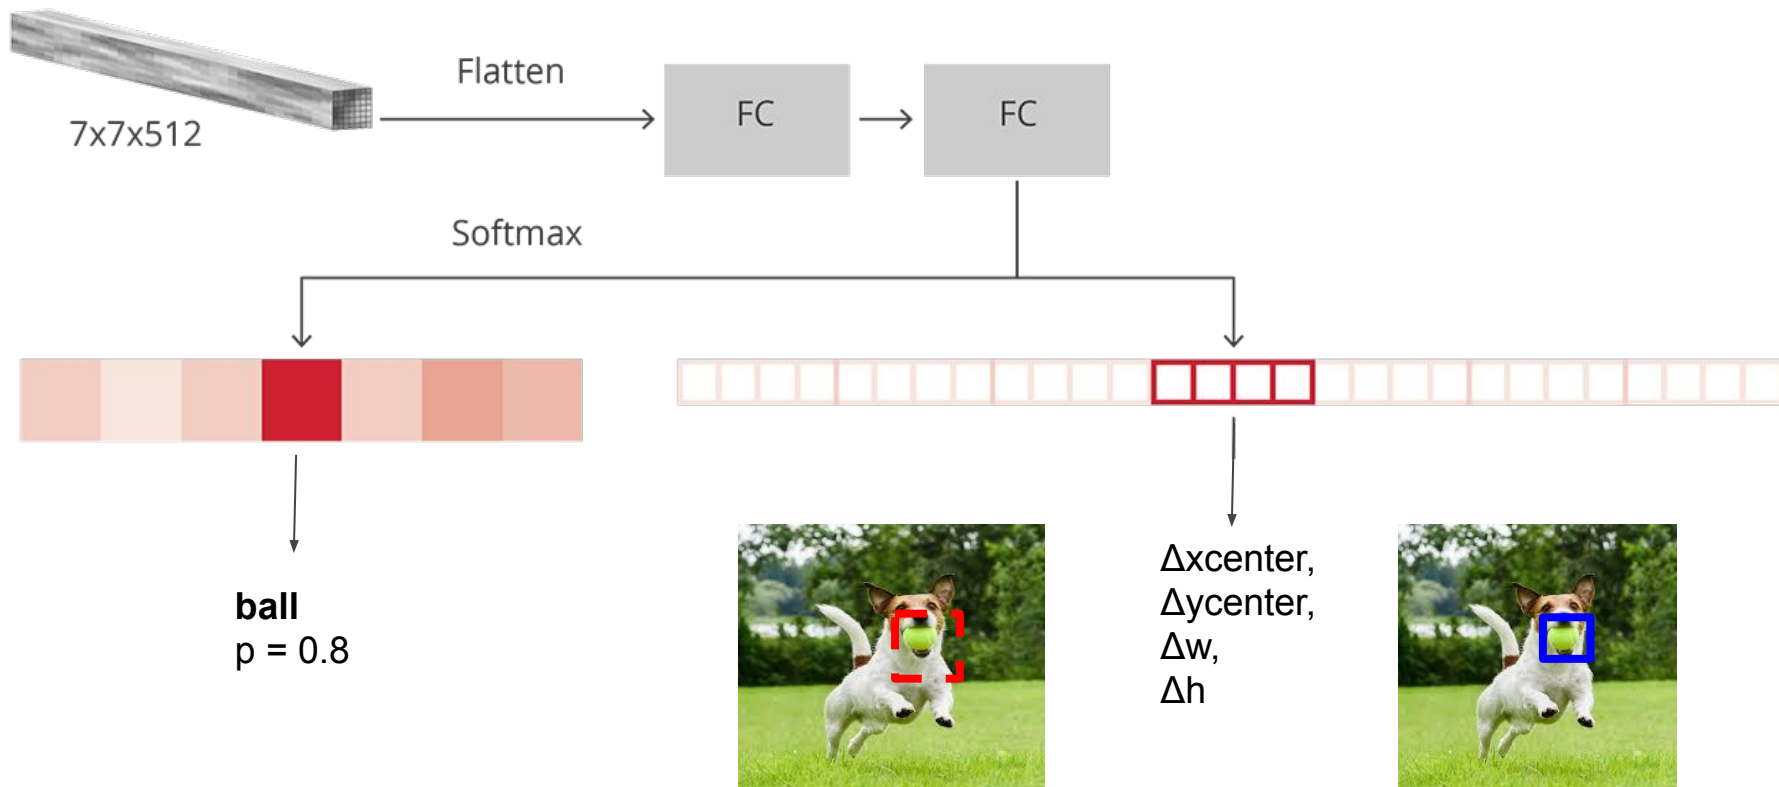 Flatten
FC
FC
7x7x512
Softmax
ball
p = 0.8
Δxcenter,
Δycenter,
Δw,
Δh